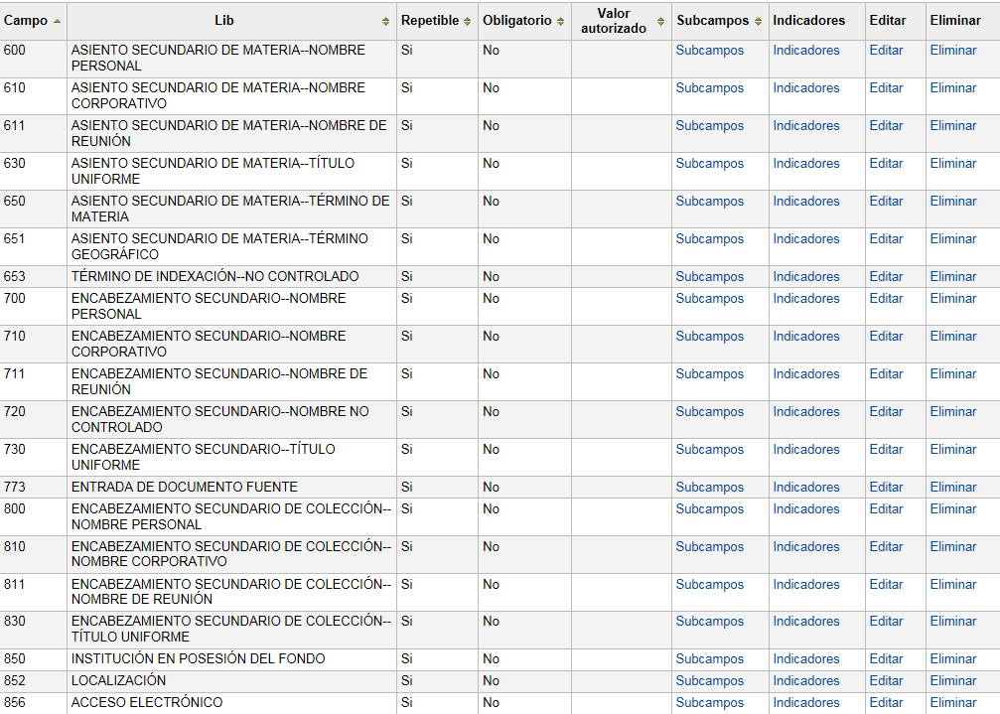 Campo Lib Repetible Obligatorio Valor autorizado Subcampos Indicadores Editar Eliminar
600 ASIENTO SECUNDARIO DE MATERIA--NOMBRE PERSONAL Si No Subcampos Indicadores Editar Eliminar
610 ASIENTO SECUNDARIO DE MATERIA--NOMBRE CORPORATIVO Si No Subcampos Indicadores Editar Eliminar
611 ASIENTO SECUNDARIO DE MATERIA--NOMBRE DE REUNIÓN Si No Subcampos Indicadores Editar Eliminar
630 ASIENTO SECUNDARIO DE MATERIA--TÍTULO UNIFORME Si No Subcampos Indicadores Editar Eliminar
650 ASIENTO SECUNDARIO DE MATERIA--TÉRMINO DE MATERIA Si No Subcampos Indicadores Editar Eliminar
651 ASIENTO SECUNDARIO DE MATERIA--TÉRMINO GEOGRÁFICO Si No Subcampos Indicadores Editar Eliminar
653 TÉRMINO DE INDEXACIÓN--NO CONTROLADO Si No Subcampos Indicadores Editar Eliminar
700 ENCABEZAMIENTO SECUNDARIO--NOMBRE PERSONAL Si No Subcampos Indicadores Editar Eliminar
710 ENCABEZAMIENTO SECUNDARIO--NOMBRE CORPORATIVO Si No Subcampos Indicadores Editar Eliminar
711 ENCABEZAMIENTO SECUNDARIO--NOMBRE DE REUNIÓN Si No Subcampos Indicadores Editar Eliminar
720 ENCABEZAMIENTO SECUNDARIO--NOMBRE NO CONTROLADO Si No Subcampos Indicadores Editar Eliminar
730 ENCABEZAMIENTO SECUNDARIO--TÍTULO UNIFORME Si No Subcampos Indicadores Editar Eliminar
773 ENTRADA DE DOCUMENTO FUENTE Si No Subcampos Indicadores Editar Eliminar
800 ENCABEZAMIENTO SECUNDARIO DE COLECCIÓN--NOMBRE PERSONAL Si No Subcampos Indicadores Editar Eliminar
810 ENCABEZAMIENTO SECUNDARIO DE COLECCIÓN--NOMBRE CORPORATIVO Si No Subcampos Indicadores Editar Eliminar
811 ENCABEZAMIENTO SECUNDARIO DE COLECCIÓN--NOMBRE DE REUNIÓN Si No Subcampos Indicadores Editar Eliminar
830 ENCABEZAMIENTO SECUNDARIO DE COLECCIÓN--TÍTULO UNIFORME Si No Subcampos Indicadores Editar Eliminar
850 INSTITUCIÓN EN POSESIÓN DEL FONDO Si No Subcampos Indicadores Editar Eliminar
852 LOCALIZACIÓN Si No Subcampos Indicadores Editar Eliminar
856 ACCESO ELECTRÓNICO Si No Subcampos Indicadores Editar Eliminar